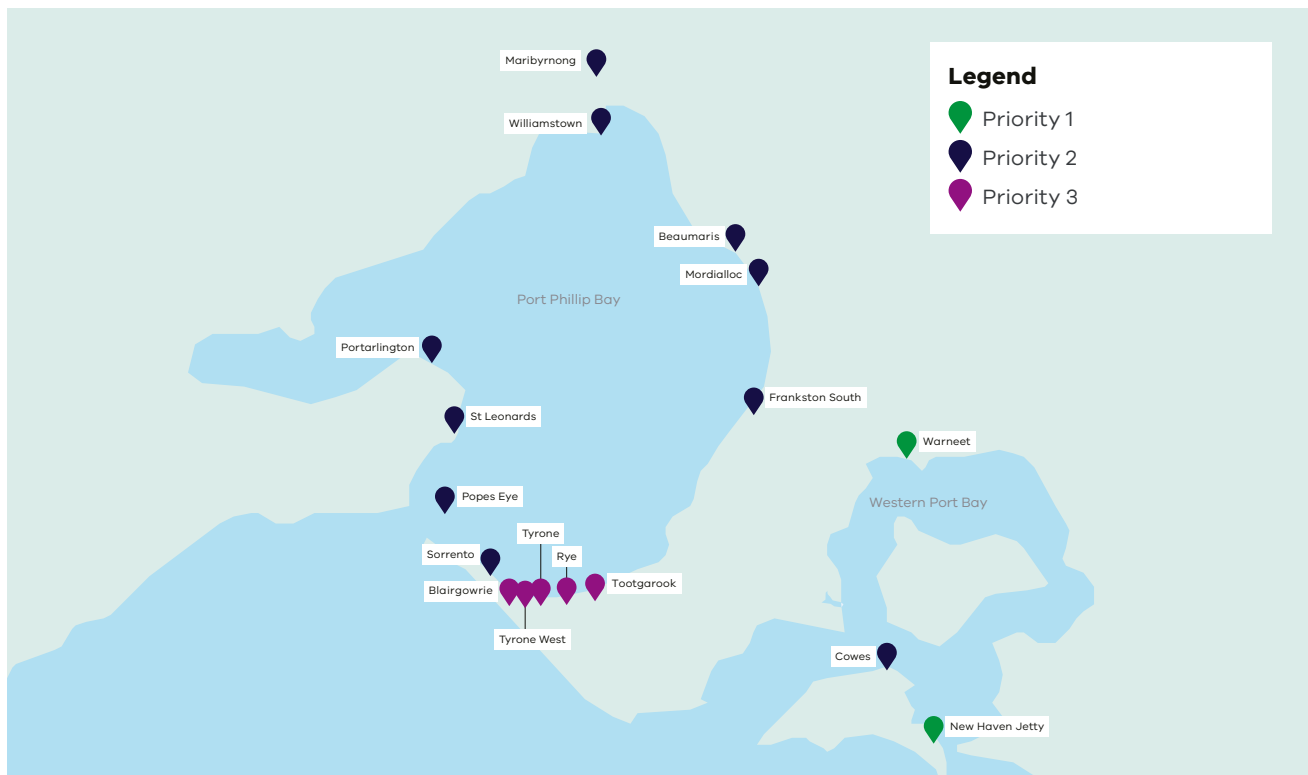 Maribyrnong
Legend
Priority 1
Williamstown
Priority 2
Priority 3
Beaumaris
Mordialloc
Port Phillip Bay
Portarlington
Frankston South
St Leonards
Warneet
Popes Eye
Western Port Bay
Tyrone
Sorrento
Rye
Tootgarook
Blairgowrie
Tyrone West
Cowes
New Haven Jetty